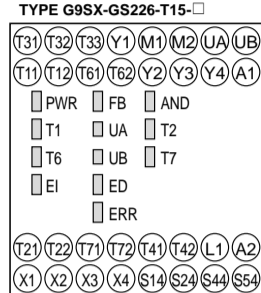 TYPE G9SX-GS226-T15-□
T31 T32 T33 Y1 M1 M2 UA UB
T11 T12 T61 T62 Y2 Y3 Y4 A1
PWR FB AND
T1 UA T2
T6 UB T7
EI ED
ERR
T21 T22 T71 T72 T41 T42 L1 A2
X1 X2 X3 X4 S14 S24 S44 S54